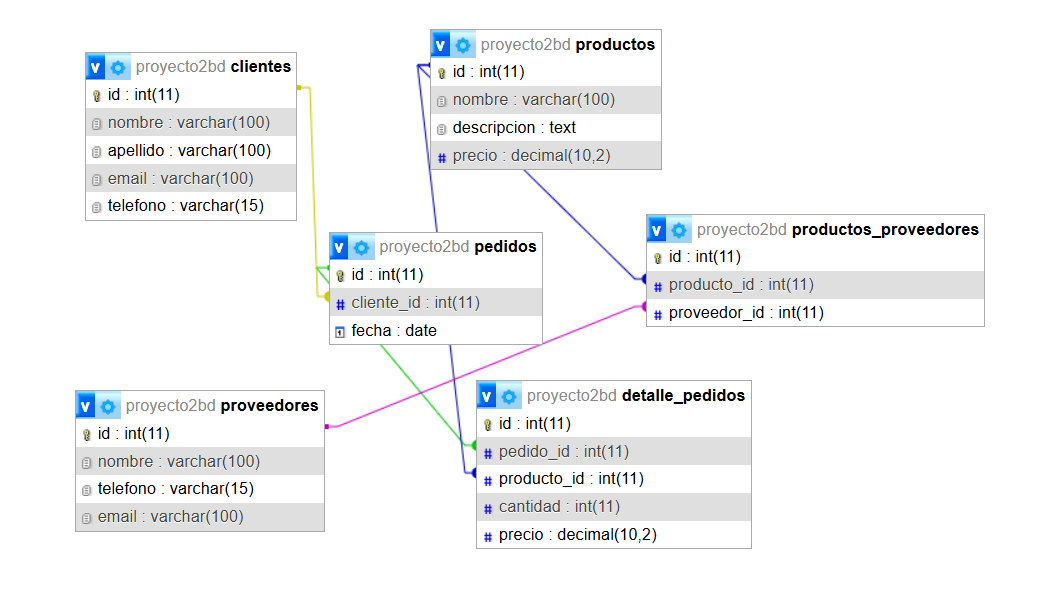 proyecto2bd clientes
id : int(11)
nombre : varchar(100)
apellido : varchar(100)
email : varchar(100)
telefono : varchar(15)
proyecto2bd productos
id : int(11)
nombre : varchar(100)
descripcion : text
precio : decimal(10,2)
proyecto2bd pedidos
id : int(11)
cliente_id : int(11)
fecha : date
proyecto2bd productos_proveedores
id : int(11)
producto_id : int(11)
proveedor_id : int(11)
proyecto2bd proveedores
id : int(11)
nombre : varchar(100)
telefono : varchar(15)
email : varchar(100)
proyecto2bd detalle_pedidos
id : int(11)
pedido_id : int(11)
producto_id : int(11)
cantidad : int(11)
precio : decimal(10,2)